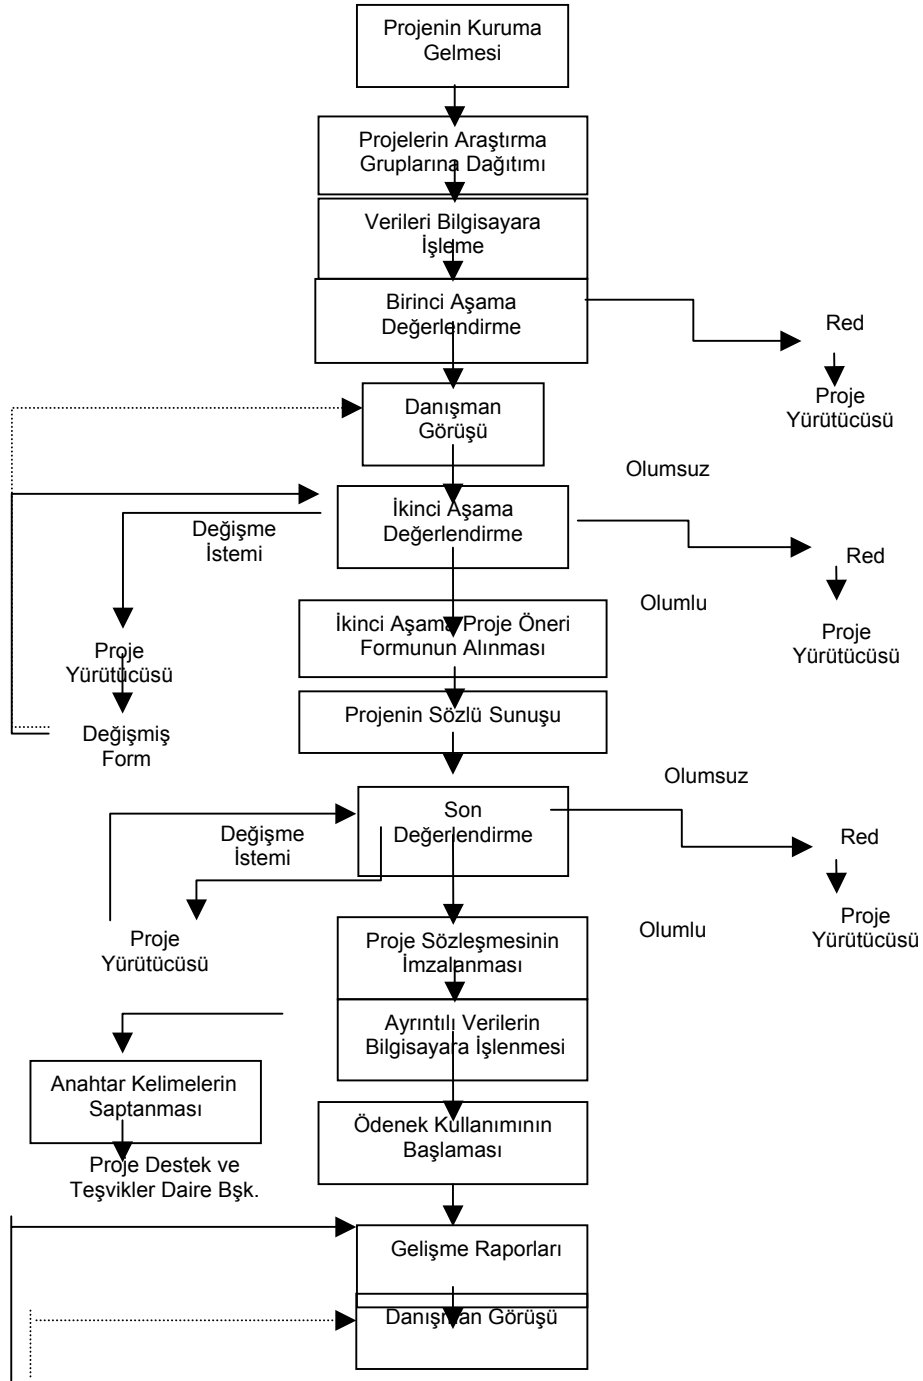 Projenin Kuruma
Gelmesi
Projelerin Araştırma
Gruplarına Dağıtımı
Verileri Bilgisayara
İşleme
Birinci Aşama
Değerlendirme
Red
Proje
Yürütücüsü
Danışman
Görüşü
Olumsuz
İkinci Aşama
Değerlendirme
Değişme
İstemi
Red
Olumlu
Proje
Yürütücüsü
İkinci Aşama Proje Öneri
Formunun Alınması
Proje
Yürütücüsü
Projenin Sözlü Sunuşu
Değişmiş
Form
Olumsuz
Son
Değerlendirme
Değişme
İstemi
Red
Proje
Yürütücüsü
Olumlu
Proje
Yürütücüsü
Proje Sözleşmesinin
İmzalanması
Ayrıntılı Verilerin
Bilgisayara İşlenmesi
Anahtar Kelimelerin
Saptanması
Ödenek Kullanımının
Başlaması
Proje Destek ve
Teşvikler Daire Bşk.
Gelişme Raporları
Danışman Görüşü